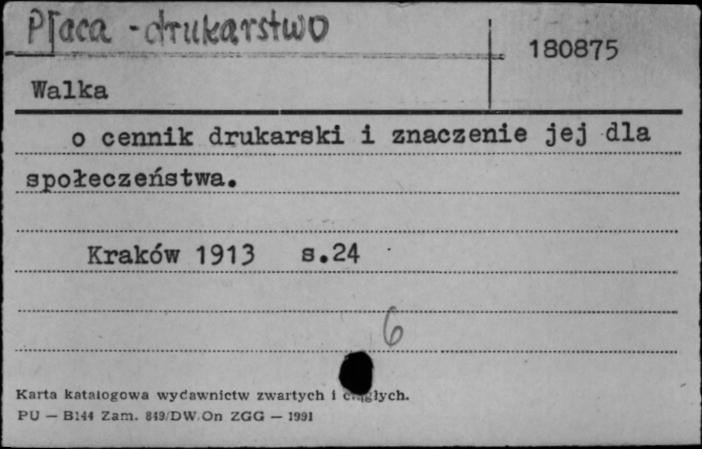 Płaca - drukarstwo
180875
Walka
o cennik drukarski i znaczenie jej dla
społeczeństwa.
Kraków 1913 s.24
6
Karta katalogowa wydawnictw zwartych i ciągłych.
PU — B144 Zam. 849/DW.On ZGG — 1991